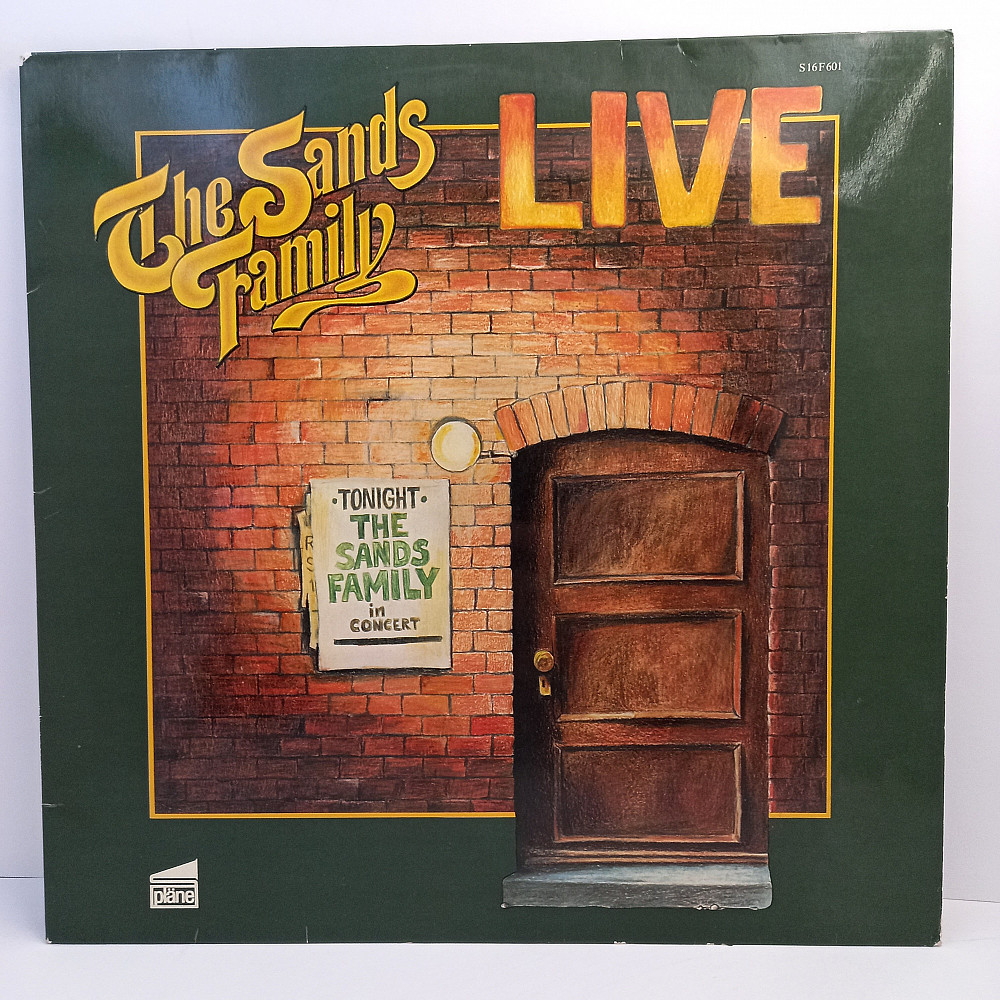 S16F601
The Sands
Family
LIVE
·TONIGHT·
THE
SANDS
FAMILY
in
CONCERT
R
S
pläne